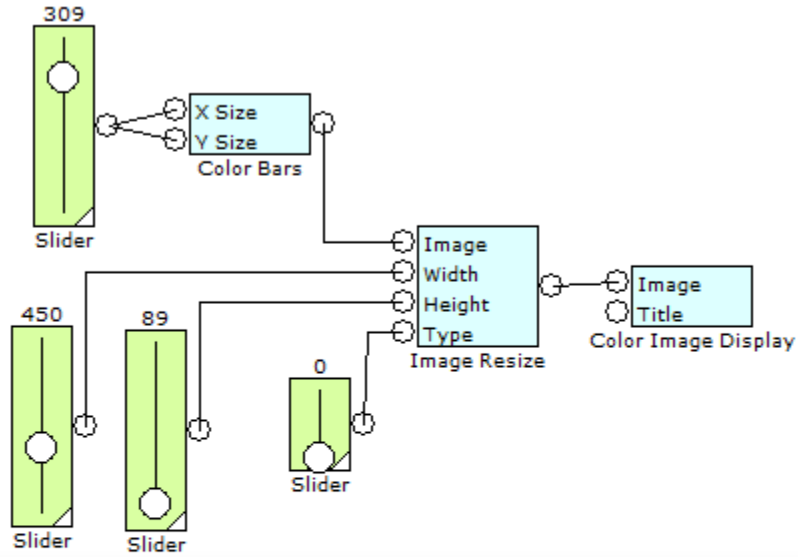 309
X Size
Y Size
Color Bars
Slider
Image
Width
Height
Type
Image Resize
Image
Title
Color Image Display
450
Slider
89
Slider
0
Slider